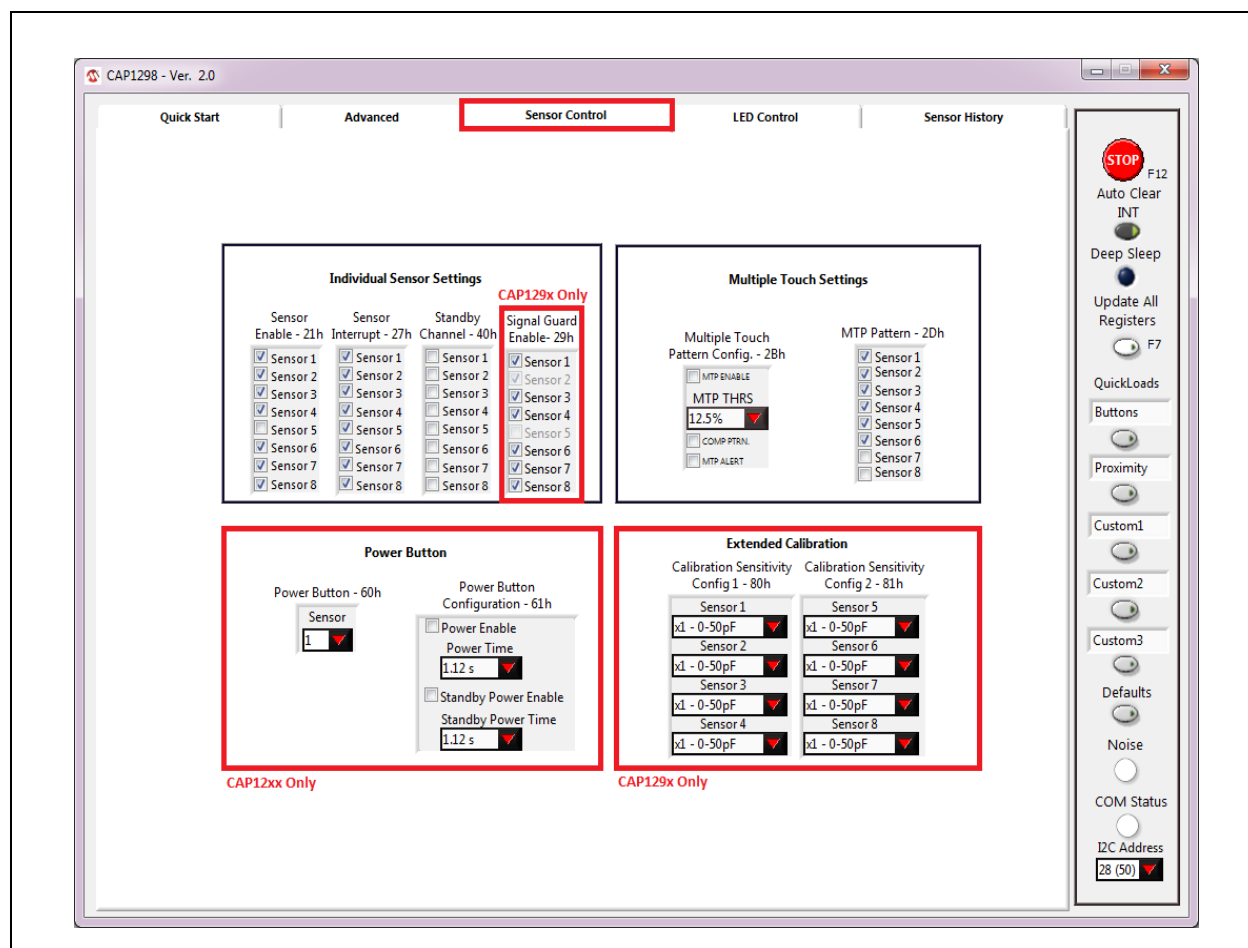 CAP1298 - Ver. 2.0
Quick Start
Advanced
Sensor Control
LED Control
Sensor History
Individual Sensor Settings
CAP129x Only
Sensor
Enable - 21h
Sensor 1
Sensor 2
Sensor 3
Sensor 4
Sensor 5
Sensor 6
Sensor 7
Sensor 8
Sensor
Interrupt - 27h
Sensor 1
Sensor 2
Sensor 3
Sensor 4
Sensor 5
Sensor 6
Sensor 7
Sensor 8
Standby
Channel - 40h
Sensor 1
Sensor 2
Sensor 3
Sensor 4
Sensor 5
Sensor 6
Sensor 7
Sensor 8
Signal Guard
Enable- 29h
Sensor 1
Sensor 2
Sensor 3
Sensor 4
Sensor 5
Sensor 6
Sensor 7
Sensor 8
Multiple Touch Settings
Multiple Touch
Pattern Config. - 2Bh
MTP ENABLE
MTP THRS
12.5%
COMP PTRN.
MTP ALERT
MTP Pattern - 2Dh
Sensor 1
Sensor 2
Sensor 3
Sensor 4
Sensor 5
Sensor 6
Sensor 7
Sensor 8
Power Button
Power Button - 60h
Sensor
1
Power Button
Configuration - 61h
Power Enable
Power Time
1.12 s
Standby Power Enable
Standby Power Time
1.12 s
CAP12xx Only
Extended Calibration
Calibration Sensitivity
Config 1 - 80h
Sensor 1
x1 - 0-50pF
Sensor 2
x1 - 0-50pF
Sensor 3
x1 - 0-50pF
Sensor 4
x1 - 0-50pF
Calibration Sensitivity
Config 2 - 81h
Sensor 5
x1 - 0-50pF
Sensor 6
x1 - 0-50pF
Sensor 7
x1 - 0-50pF
Sensor 8
x1 - 0-50pF
CAP129x Only
STOP
F12
Auto Clear
INT
Deep Sleep
Update All
Registers
F7
QuickLoads
Buttons
Proximity
Custom1
Custom2
Custom3
Defaults
Noise
COM Status
I2C Address
28 (50)